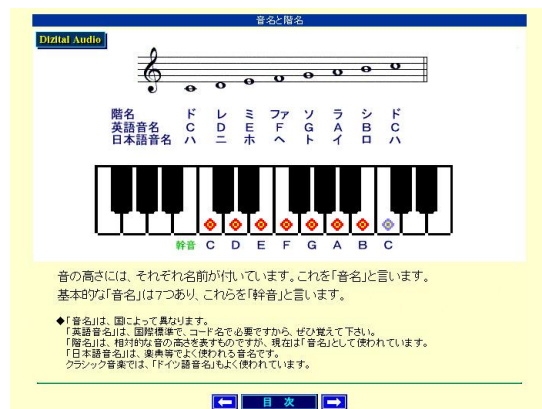 音名と階名
Dizital Audio
階名 ド レ ミ ファ ソ ラ シ ド
英語音名 C D E F G A B C
日本語音名 ハ ニ ホ ヘ ト イ ロ ハ
幹音 C D E F G A B C
音の高さには、それぞれ名前が付いています。これを「音名」と言います。
基本的な「音名」は7つあり、これらを「幹音」と言います。
◆「音名」は、国によって異なります。
「英語音名」は、国際標準で、コード名で必要ですから、ぜひ覚えて下さい。
「階名」は、相対的な音の高さを表すものですが、現在は「音名」として使われています。
「日本語音名」は、楽典等でよく使われる音名です。
クラシック音楽では、「ドイツ語音名」もよく使われています。
目 次